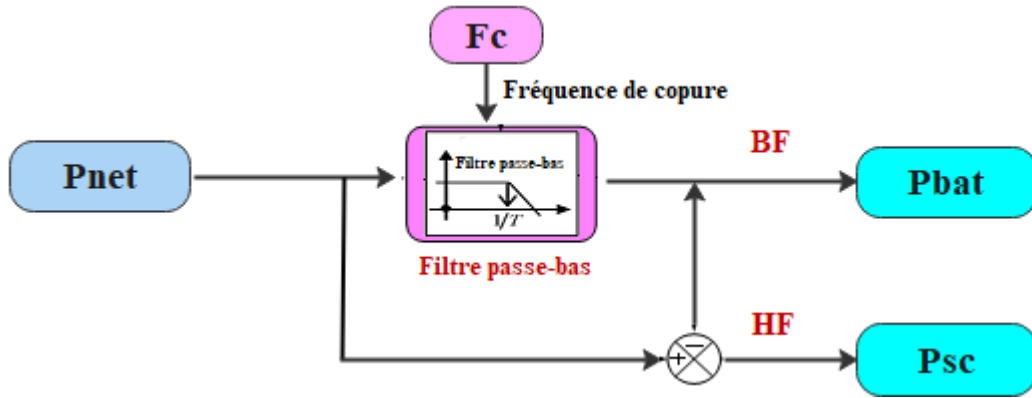 Fc
Fréquence de copure
Pnet
Filtre passe-bas
1/T
Filtre passe-bas
BF
Pbat
+
−
HF
Psc